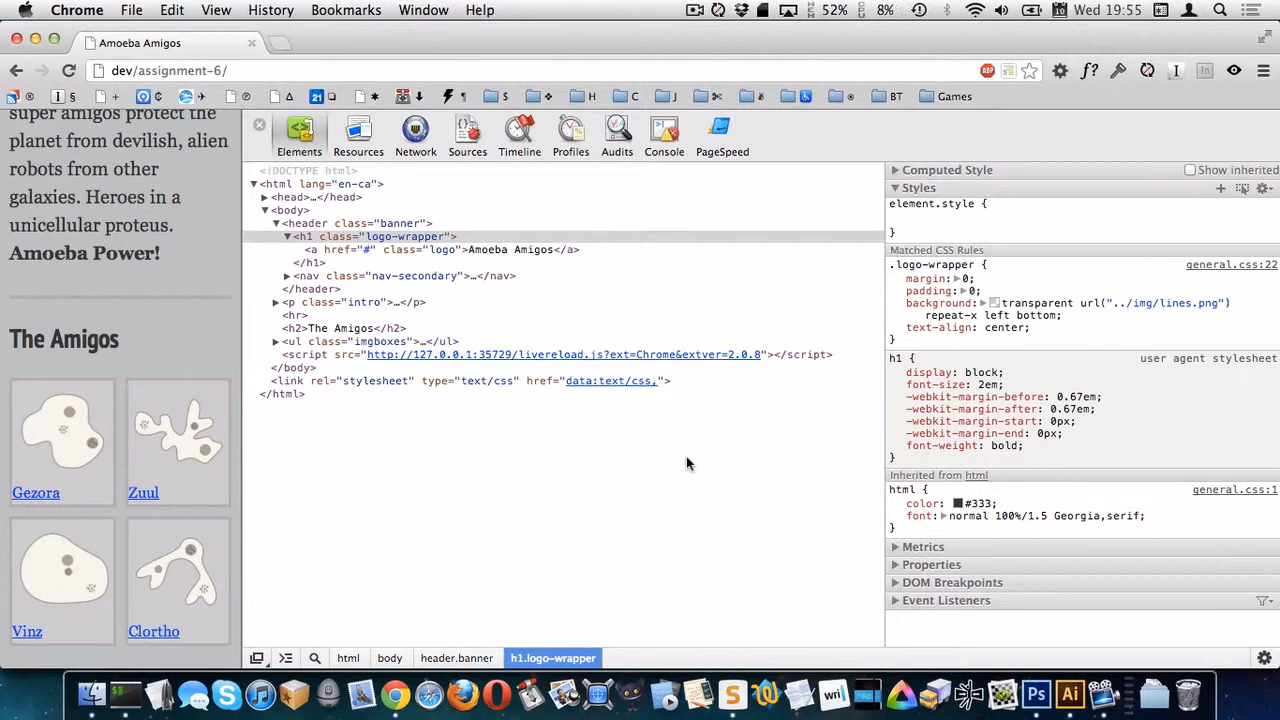 Chrome File Edit View History Bookmarks Window Help 52% 8% Wed 19:55
Amoeba Amigos
dev/assignment-6/
ABP f?
§ + 21 ¶ $ H C J BT Games
super amigos protect the
planet from devilish, alien
robots from other
galaxies. Heroes in a
unicellular proteus.
Amoeba Power!
The Amigos
Gezora Zuul
Vinz Clortho
Elements Resources Network Sources Timeline Profiles Audits Console PageSpeed
<!DOCTYPE html>
<html lang="en-ca">
<head>…</head>
<body>
<header class="banner">
<h1 class="logo-wrapper">
<a href="#" class="logo">Amoeba Amigos</a>
</h1>
<nav class="nav-secondary">…</nav>
</header>
<p class="intro">…</p>
<hr>
<h2>The Amigos</h2>
<ul class="imgboxes">…</ul>
<script src="http://127.0.0.1:35729/livereload.js?ext=Chrome&extver=2.0.8"></script>
</body>
<link rel="stylesheet" type="text/css" href="data:text/css,">
</html>
Computed Style Show inherited
Styles
element.style {
}
Matched CSS Rules
.logo-wrapper { general.css:22
margin: 0;
padding: 0;
background: transparent url("../img/lines.png")
repeat-x left bottom;
text-align: center;
}
h1 { user agent stylesheet
display: block;
font-size: 2em;
-webkit-margin-before: 0.67em;
-webkit-margin-after: 0.67em;
-webkit-margin-start: 0px;
-webkit-margin-end: 0px;
font-weight: bold;
}
Inherited from html
html { general.css:1
color: #333;
font: normal 100%/1.5 Georgia,serif;
}
Metrics
Properties
DOM Breakpoints
Event Listeners
html body header.banner h1.logo-wrapper
S wri Ps Ai